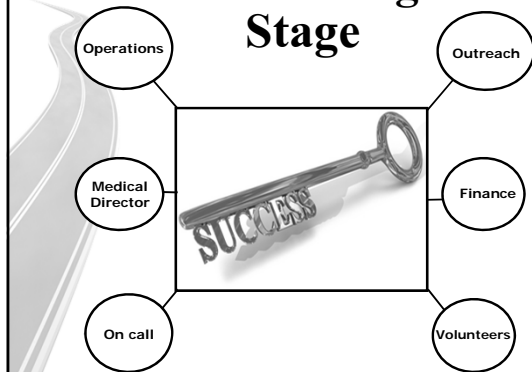 Stage
Operations
Outreach
Medical
Director
SUCCESS
Finance
On call
Volunteers